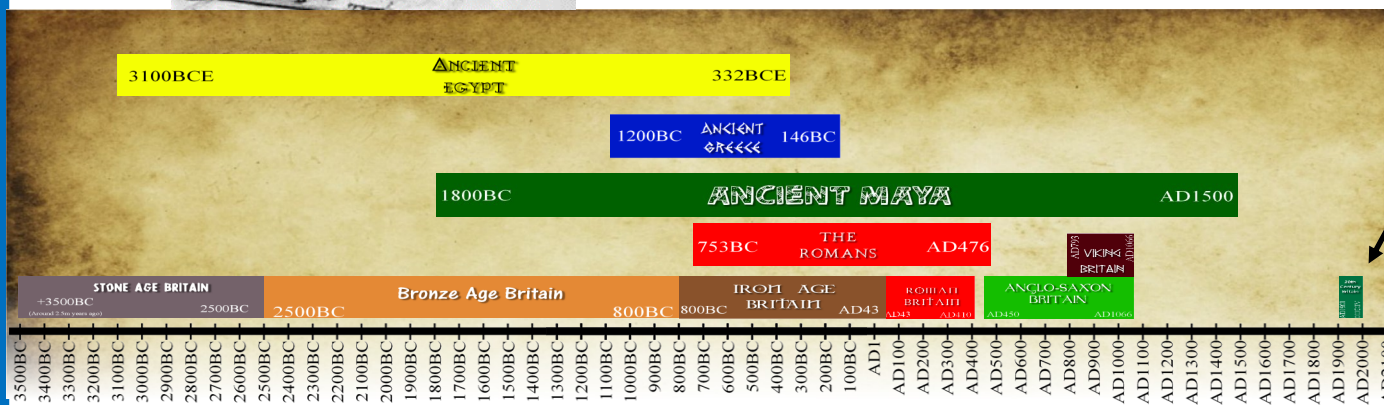 3100BCE
ANCIENT
EGYPT
332BCE
1200BC
ANCIENT
GREECE
146BC
1800BC
ANCIENT MAYA
AD1500
753BC
THE
ROMANS
AD476
AD793
VIKING
BRITAIN
AD1066
STONE AGE BRITAIN
+3500BC
(Around 2.5m years ago)
2500BC
2500BC
Bronze Age Britain
800BC
800BC
IRON AGE
BRITAIN
AD43
ROMAN
BRITAIN
AD43
AD410
ANGLO-SAXON
BRITAIN
AD450
AD1066
20th
Century
Britain
3500BC
3400BC
3300BC
3200BC
3100BC
3000BC
2900BC
2800BC
2700BC
2600BC
2500BC
2400BC
2300BC
2200BC
2100BC
2000BC
1900BC
1800BC
1700BC
1600BC
1500BC
1400BC
1300BC
1200BC
1100BC
1000BC
900BC
800BC
700BC
600BC
500BC
400BC
300BC
200BC
100BC
AD1
AD100
AD200
AD300
AD400
AD500
AD600
AD700
AD800
AD900
AD1000
AD1100
AD1200
AD1300
AD1400
AD1500
AD1600
AD1700
AD1800
AD1900
AD2000